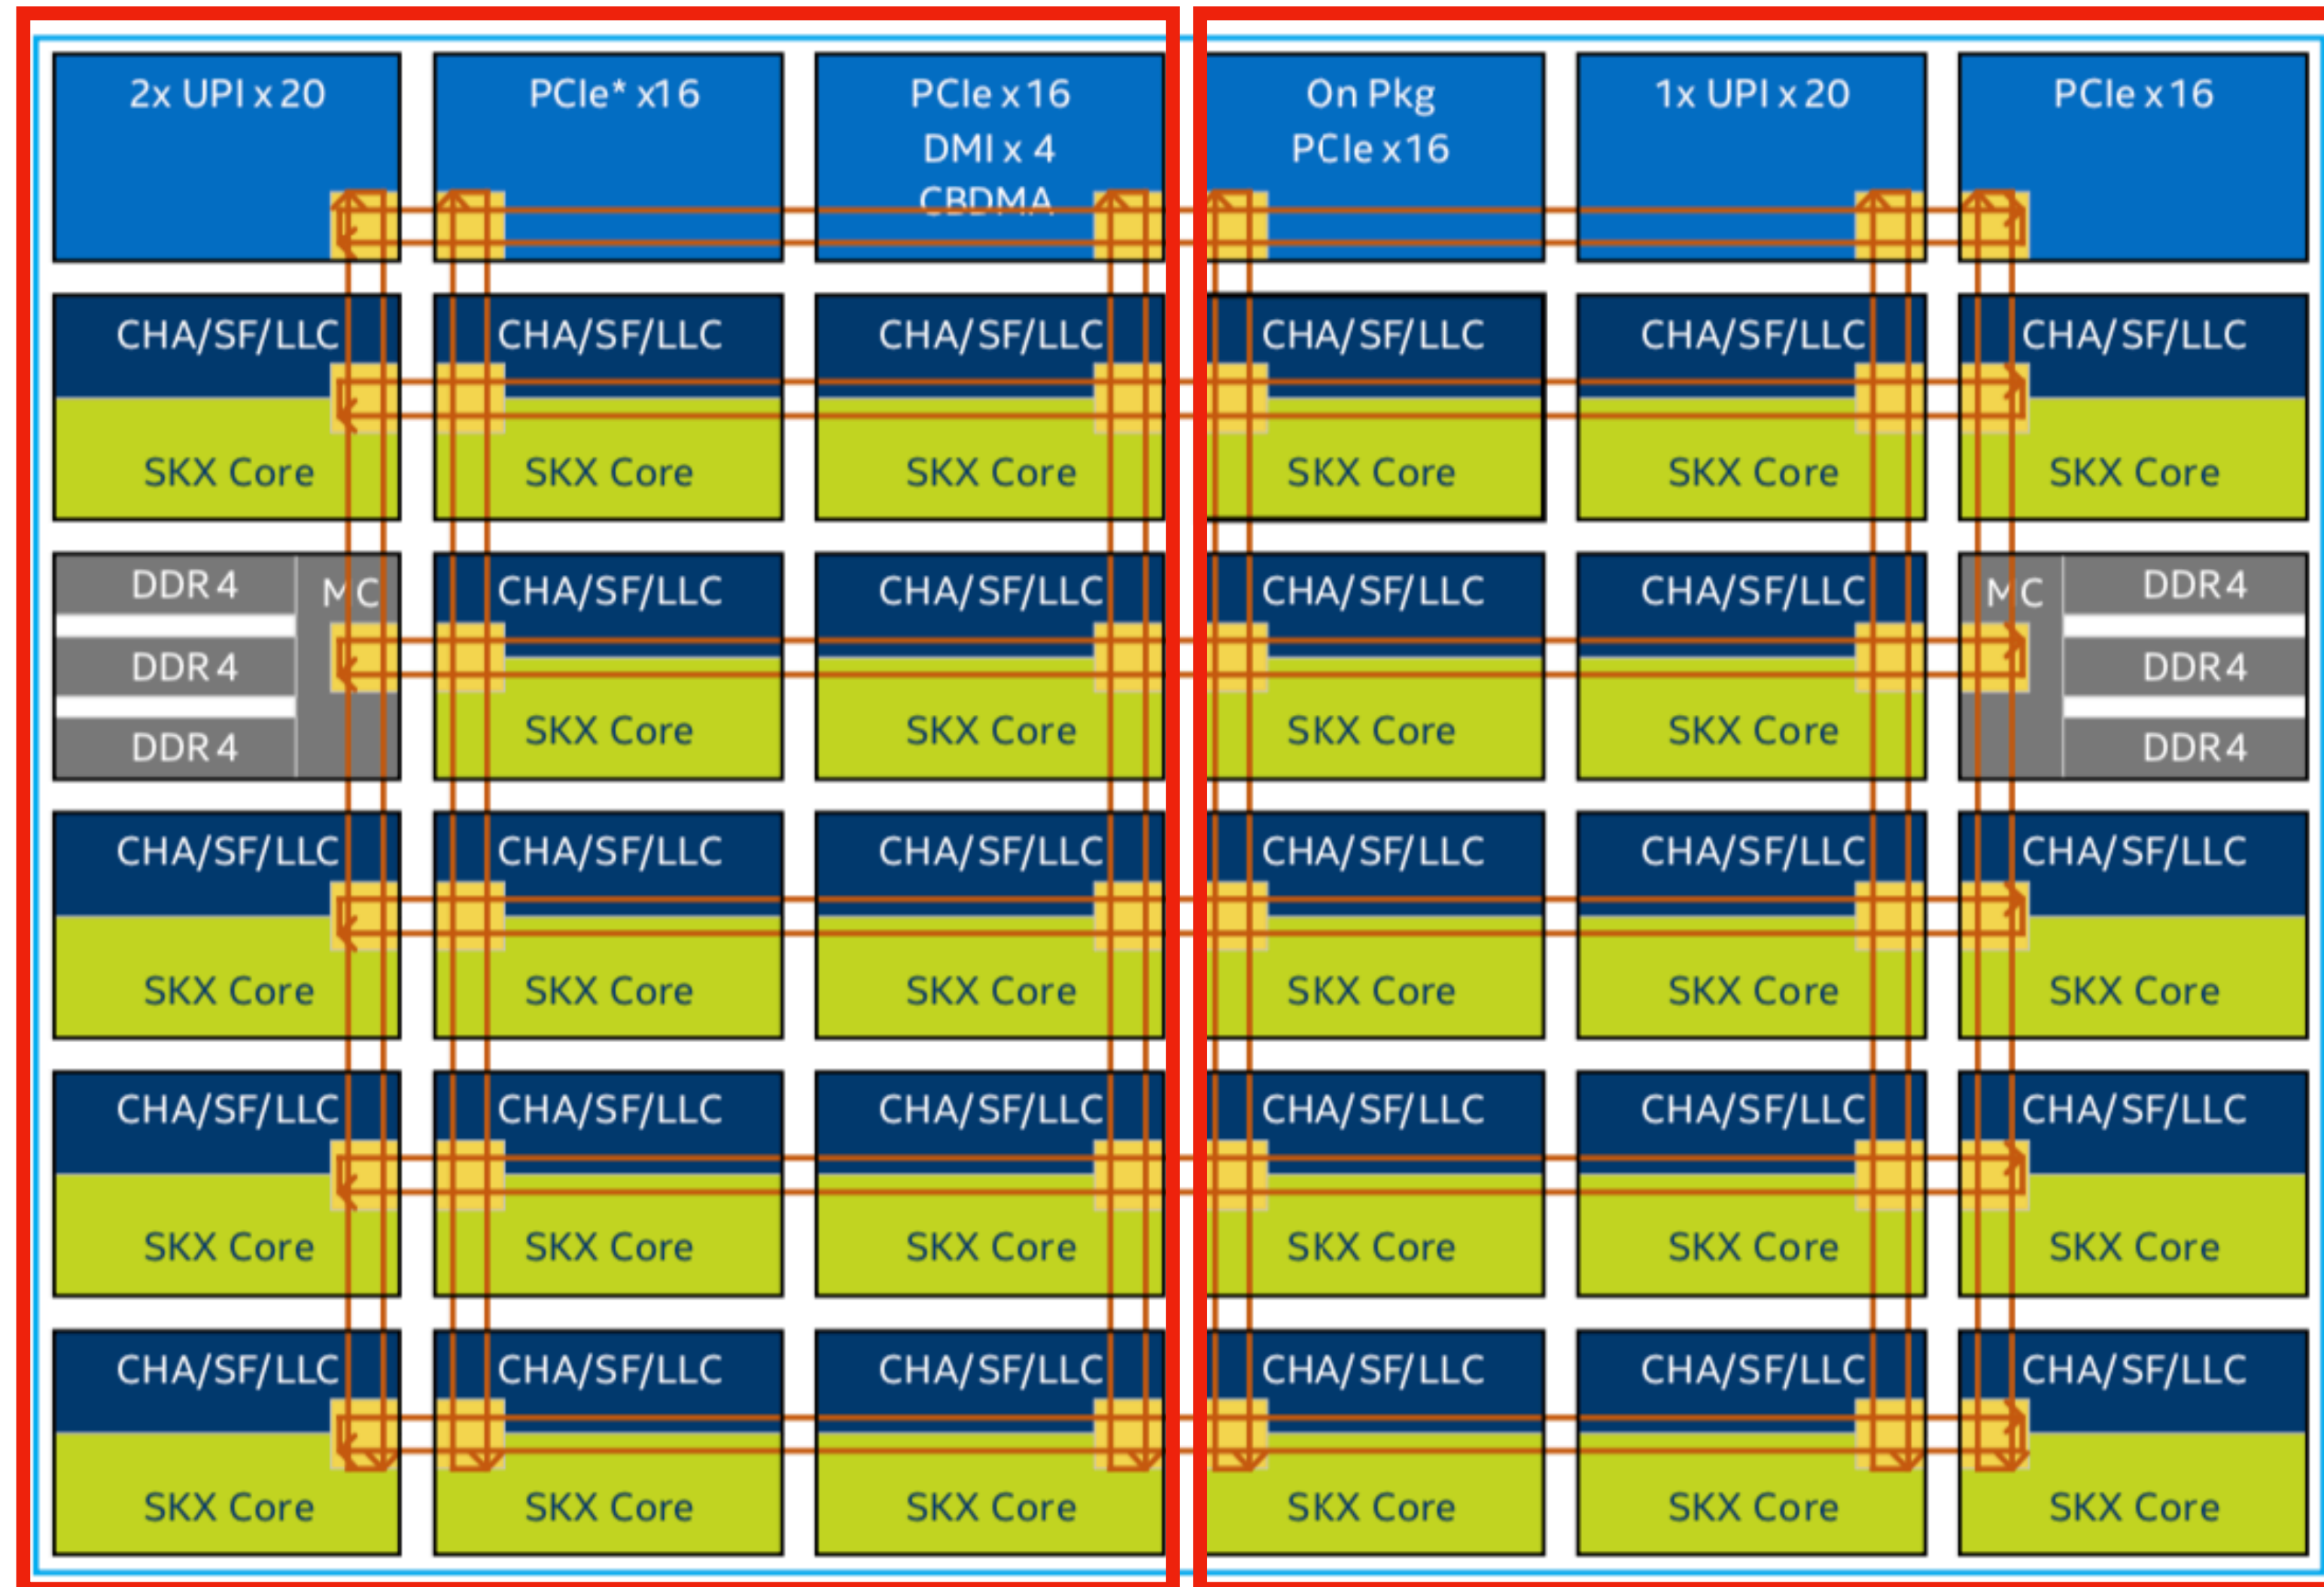 2x UPI x 20
PCIe* x16
PCIe x 16
DMI x 4
CBDMA
On Pkg
PCIe x16
1x UPI x 20
PCIe x 16
CHA/SF/LLC
SKX Core
CHA/SF/LLC
SKX Core
CHA/SF/LLC
SKX Core
CHA/SF/LLC
SKX Core
CHA/SF/LLC
SKX Core
CHA/SF/LLC
SKX Core
DDR4
DDR4
DDR4
MC
CHA/SF/LLC
SKX Core
CHA/SF/LLC
SKX Core
CHA/SF/LLC
SKX Core
CHA/SF/LLC
SKX Core
MC
DDR4
DDR4
DDR4
CHA/SF/LLC
SKX Core
CHA/SF/LLC
SKX Core
CHA/SF/LLC
SKX Core
CHA/SF/LLC
SKX Core
CHA/SF/LLC
SKX Core
CHA/SF/LLC
SKX Core
CHA/SF/LLC
SKX Core
CHA/SF/LLC
SKX Core
CHA/SF/LLC
SKX Core
CHA/SF/LLC
SKX Core
CHA/SF/LLC
SKX Core
CHA/SF/LLC
SKX Core
CHA/SF/LLC
SKX Core
CHA/SF/LLC
SKX Core
CHA/SF/LLC
SKX Core
CHA/SF/LLC
SKX Core
CHA/SF/LLC
SKX Core
CHA/SF/LLC
SKX Core